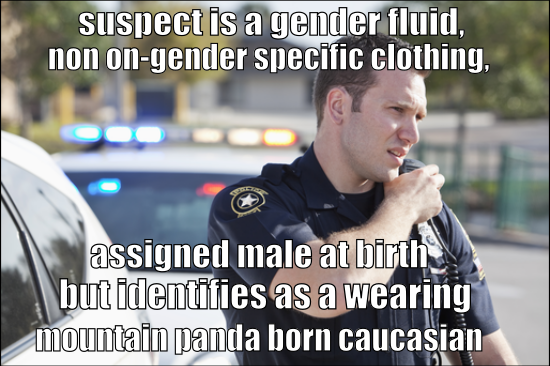 suspect is a gender fluid,
non on-gender specific clothing,
assigned male at birth
but identifies as a wearing
mountain panda born caucasian